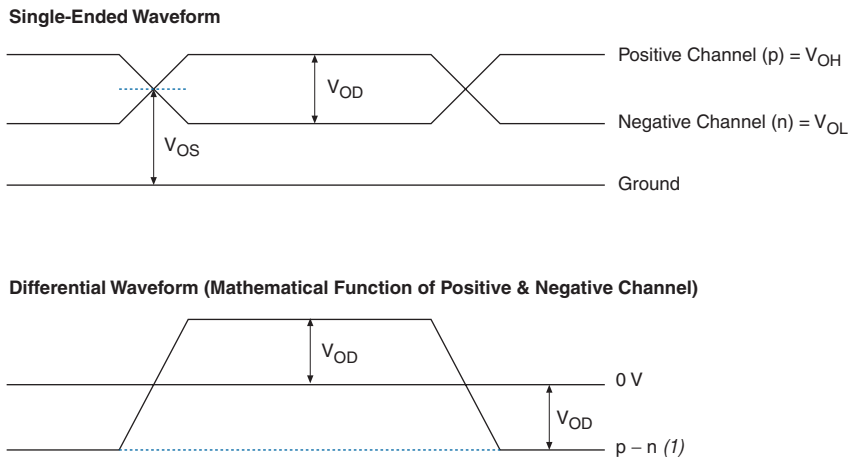 Single-Ended Waveform
Positive Channel (p) = VOH
VOD
Negative Channel (n) = VOL
VOS
Ground
Differential Waveform (Mathematical Function of Positive & Negative Channel)
VOD
0 V
VOD
p – n (1)